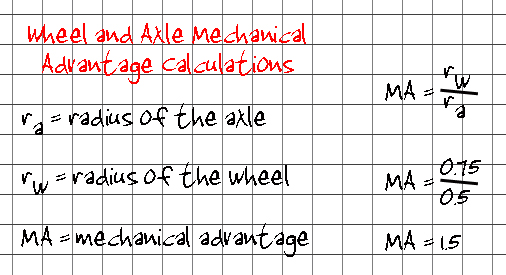 Wheel and Axle Mechanical
Advantage Calculations
MA = rw/ra
ra = radius of the axle
rw = radius of the wheel
MA = 0.75/0.5
MA = mechanical advantage
MA = 1.5